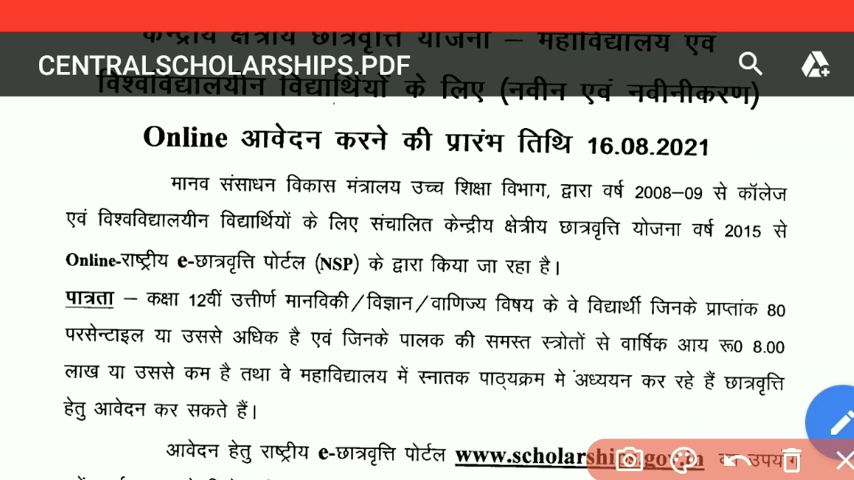 केन्द्रीय क्षेत्रीय छात्रवृत्ति योजना – महाविद्यालय एवं
CENTRALSCHOLARSHIPS.PDF
विश्वविद्यालयीन विद्यार्थियों के लिए (नवीन एवं नवीनीकरण)
Online आवेदन करने की प्रारंभ तिथि 16.08.2021
मानव संसाधन विकास मंत्रालय उच्च शिक्षा विभाग, द्वारा वर्ष 2008–09 से कॉलेज
एवं विश्वविद्यालयीन विद्यार्थियों के लिए संचालित केन्द्रीय क्षेत्रीय छात्रवृत्ति योजना वर्ष 2015 से
Online-राष्ट्रीय e-छात्रवृत्ति पोर्टल (NSP) के द्वारा किया जा रहा है।
पात्रता – कक्षा 12वीं उत्तीर्ण मानविकी/विज्ञान/वाणिज्य विषय के वे विद्यार्थी जिनके प्राप्तांक 80
परसेन्टाइल या उससे अधिक है एवं जिनके पालक की समस्त स्त्रोतों से वार्षिक आय रू0 8.00
लाख या उससे कम है तथा वे महाविद्यालय में स्नातक पाठ्यक्रम मे अध्ययन कर रहे हैं छात्रवृत्ति
हेतु आवेदन कर सकते हैं।
आवेदन हेतु राष्ट्रीय e-छात्रवृत्ति पोर्टल www.scholarships.gov.in